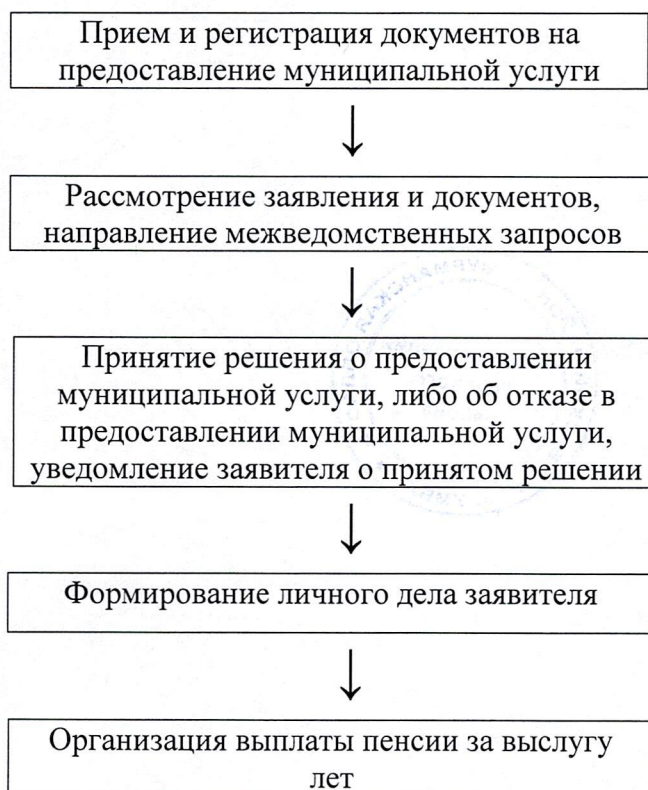 Прием и регистрация документов на
предоставление муниципальной услуги
Рассмотрение заявления и документов,
направление межведомственных запросов
Принятие решения о предоставлении
муниципальной услуги, либо об отказе в
предоставлении муниципальной услуги,
уведомление заявителя о принятом решении
Формирование личного дела заявителя
Организация выплаты пенсии за выслугу
лет